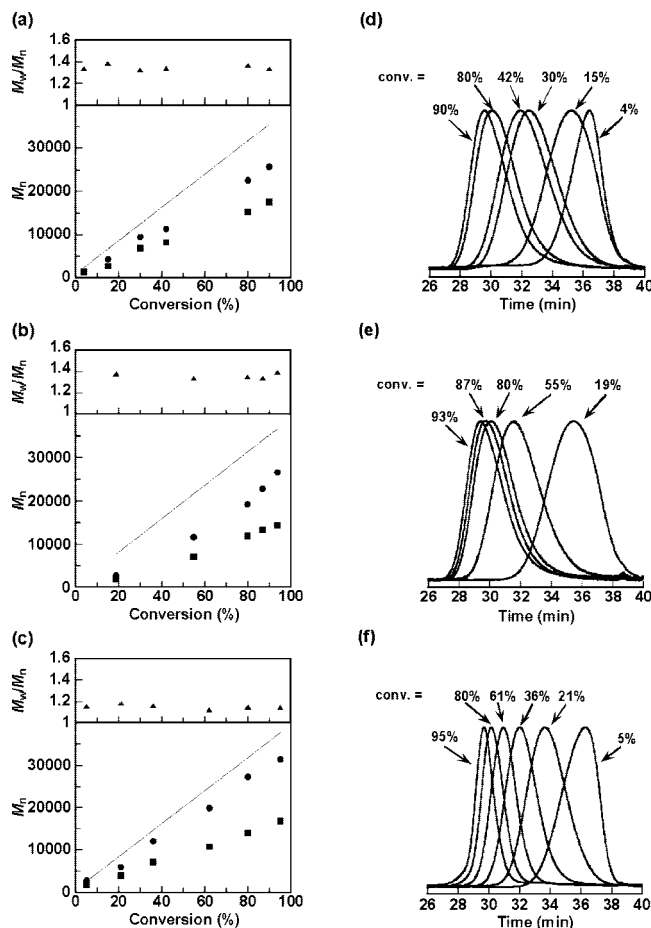 (a)
Mw/Mn
1.6
1.4
1.2
1
Mn
30000
20000
10000
0
0 20 40 60 80 100
Conversion (%)
(d)
conv. = 90% 80% 42% 30% 15% 4%
26 28 30 32 34 36 38 40
Time (min)
(b)
Mw/Mn
1.6
1.4
1.2
1
Mn
30000
20000
10000
0
0 20 40 60 80 100
Conversion (%)
(e)
conv. = 93% 87% 80% 55% 19%
26 28 30 32 34 36 38 40
Time (min)
(c)
Mw/Mn
1.6
1.4
1.2
1
Mn
30000
20000
10000
0
0 20 40 60 80 100
Conversion (%)
(f)
conv. = 95% 80% 61% 36% 21% 5%
26 28 30 32 34 36 38 40
Time (min)